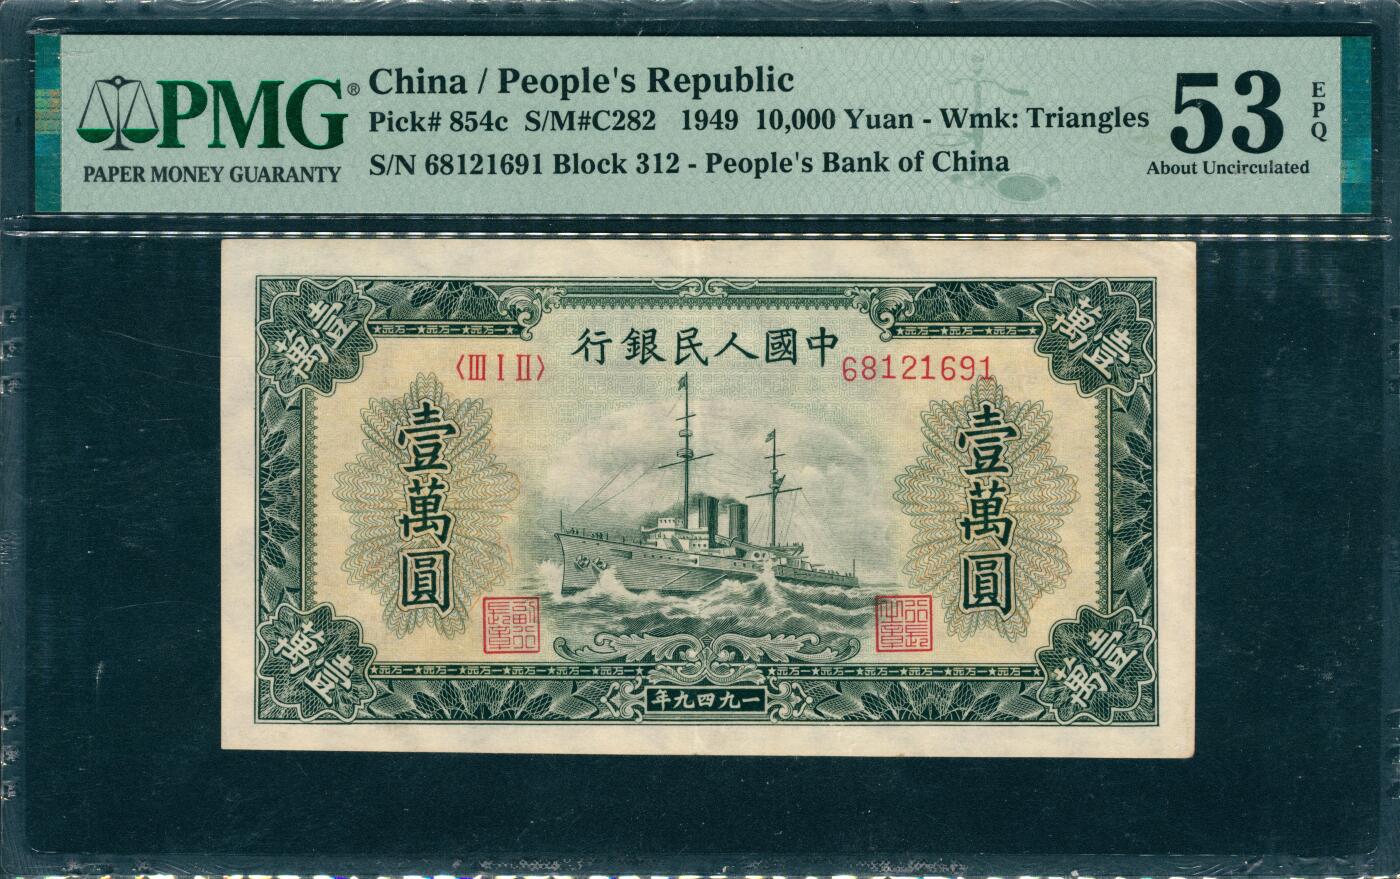 PMG®
PAPER MONEY GUARANTY
China / People's Republic
Pick# 854c S/M#C282 1949 10,000 Yuan - Wmk: Triangles
S/N 68121691 Block 312 - People's Bank of China
53
EPQ
About Uncirculated
壹萬
壹萬
行銀民人國中
〈III I II〉
68121691
壹萬圓
壹萬圓
壹萬
壹萬
年九四九一